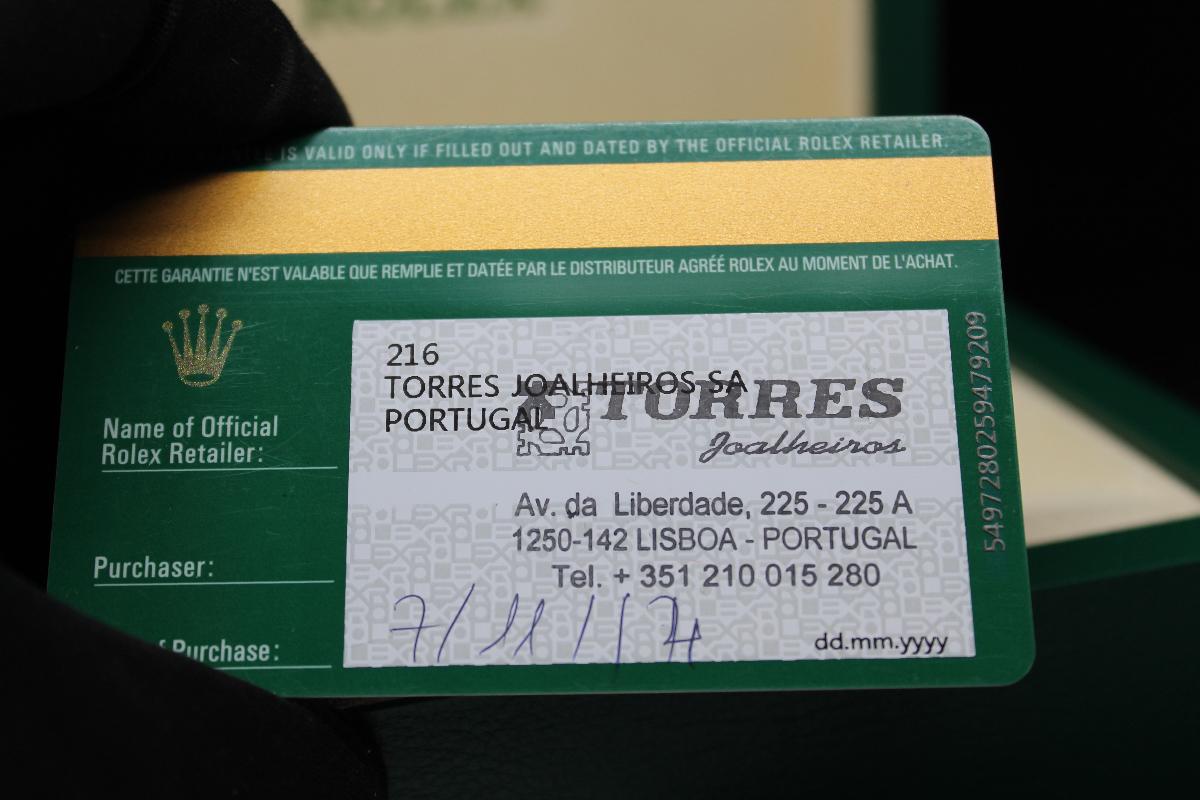 ROLEX
IS VALID ONLY IF FILLED OUT AND DATED BY THE OFFICIAL ROLEX RETAILER.
CETTE GARANTIE N'EST VALABLE QUE REMPLIE ET DATÉE PAR LE DISTRIBUTEUR AGRÉÉ ROLEX AU MOMENT DE L'ACHAT.
216
TORRES JOALHEIROS SA
PORTUGAL
TORRES
Joalheiros
Name of Official
Rolex Retailer:
Av. da Liberdade, 225 - 225 A
1250-142 LISBOA - PORTUGAL
Tel. + 351 210 015 280
Purchaser:
7/11/17
dd.mm.yyyy
Purchase:
5497280259479209